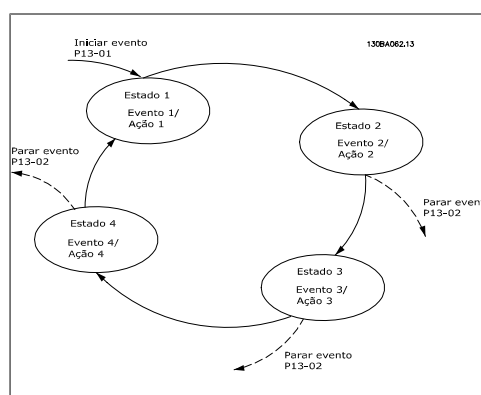 Iniciar evento
P13-01
130BA062.13
Estado 1
Evento 1/
Ação 1
Estado 2
Evento 2/
Ação 2
Parar evento
P13-02
Parar even
P13-02
Estado 4
Evento 4/
Ação 4
Estado 3
Evento 3/
Ação 3
Parar evento
P13-02